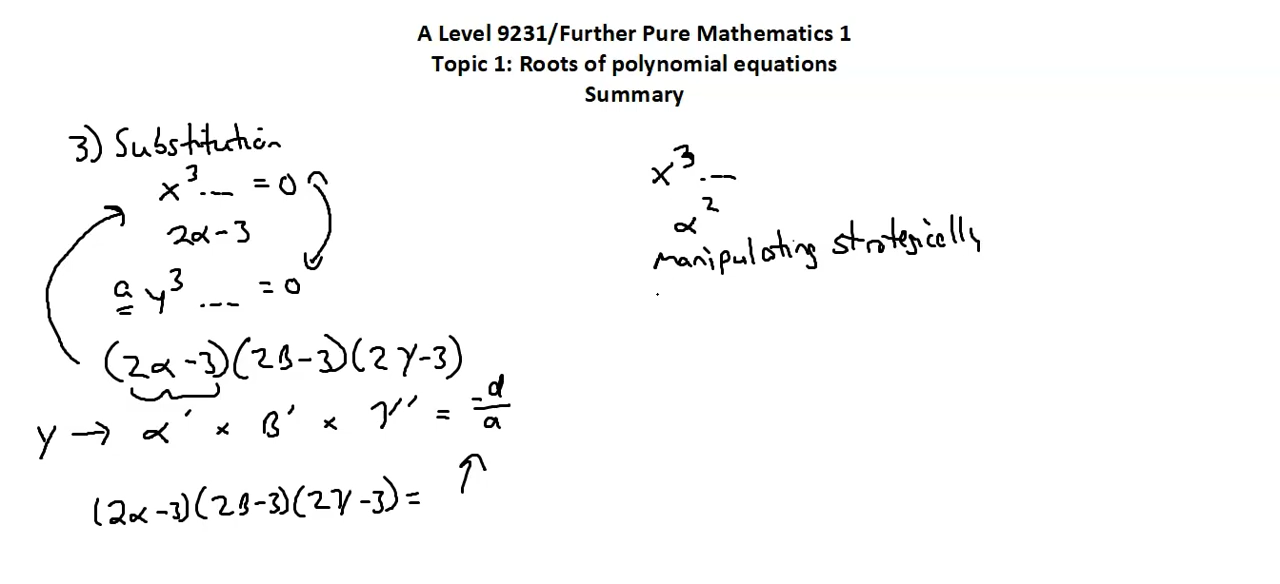 A Level 9231/Further Pure Mathematics 1
Topic 1: Roots of polynomial equations
Summary
3) Substitution
x³ .... = 0
2α - 3
a y³ .... = 0
(2α - 3)(2β - 3)(2γ - 3)
y → α' × β' × γ' = -d/a
(2α - 3)(2β - 3)(2γ - 3) =
x³ ....
α²
manipulating strategically